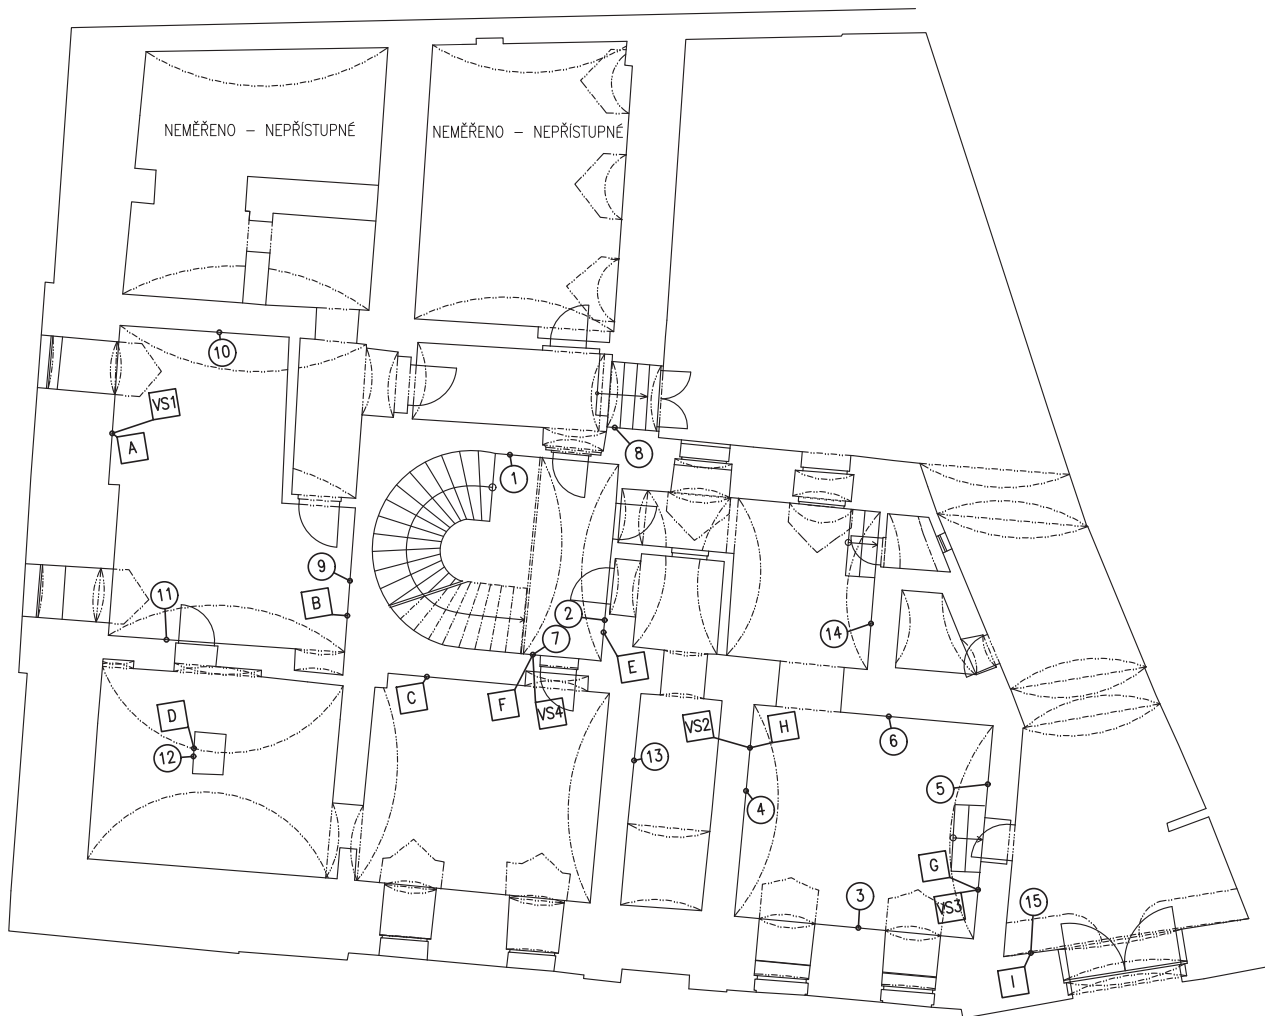 NEMĚŘENO – NEPŘÍSTUPNÉ
NEMĚŘENO – NEPŘÍSTUPNÉ
10
VS1
A
8
1
9
B
11
2
7
E
14
C
F
VS4
D
12
VS2
H
13
6
4
5
G
3
VS3
15
I